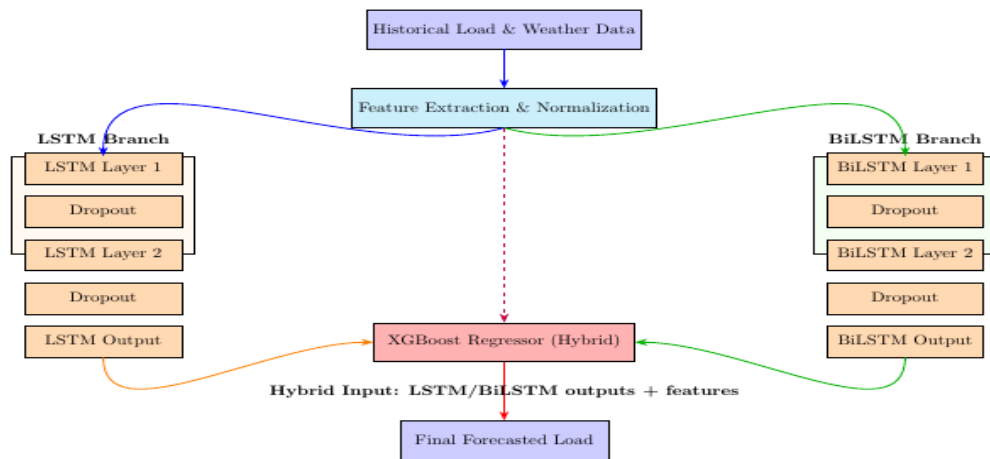 Historical Load & Weather Data
Feature Extraction & Normalization
LSTM Branch
LSTM Layer 1
Dropout
LSTM Layer 2
Dropout
LSTM Output
BiLSTM Branch
BiLSTM Layer 1
Dropout
BiLSTM Layer 2
Dropout
BiLSTM Output
XGBoost Regressor (Hybrid)
Hybrid Input: LSTM/BiLSTM outputs + features
Final Forecasted Load